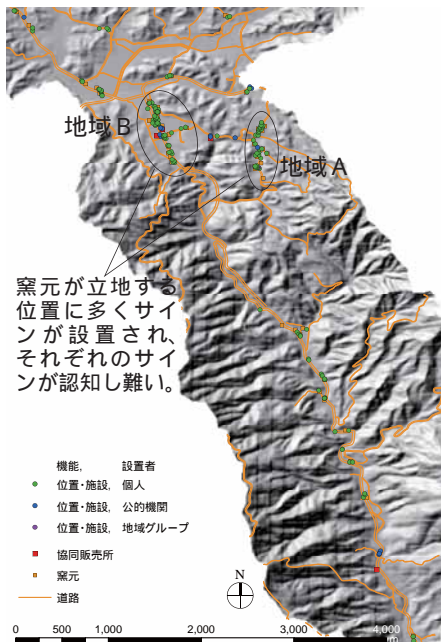 地域B
地域A
窯元が立地する
位置に多くサイ
ンが設置され、
それぞれのサイ
ンが認知し難い。
機能, 設置者
位置・施設, 個人
位置・施設, 公的機関
位置・施設, 地域グループ
協同販売所
窯元
道路
N
0 500 1,000 2,000 3,000 4,000
m